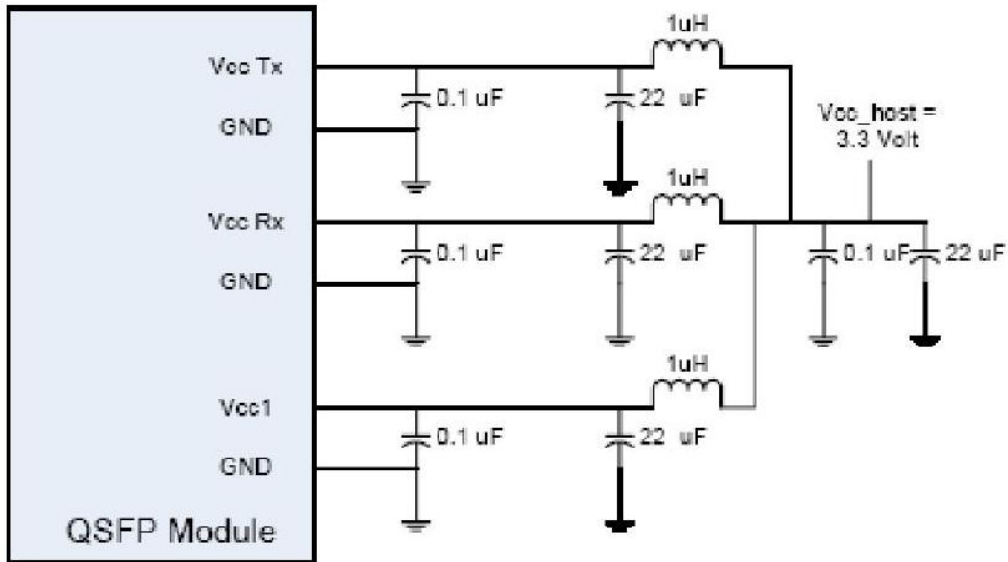 1uH
Vcc Tx
0.1 uF
22 uF
GND
Vcc_host =
3.3 Volt
1uH
Vcc Rx
0.1 uF
22 uF
0.1 uF
22 uF
GND
1uH
Vcc1
0.1 uF
22 uF
GND
QSFP Module